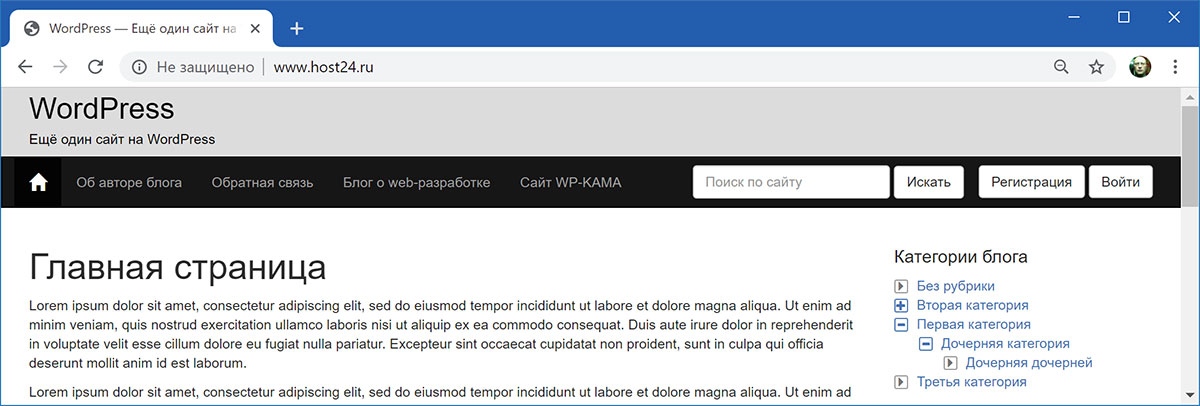 WordPress — Ещё один сайт на
Не защищено
www.host24.ru
WordPress
Ещё один сайт на WordPress
Об авторе блога
Обратная связь
Блог о web-разработке
Сайт WP-KAMA
Поиск по сайту
Искать
Регистрация
Войти
Главная страница
Lorem ipsum dolor sit amet, consectetur adipiscing elit, sed do eiusmod tempor incididunt ut labore et dolore magna aliqua. Ut enim ad
minim veniam, quis nostrud exercitation ullamco laboris nisi ut aliquip ex ea commodo consequat. Duis aute irure dolor in reprehenderit
in voluptate velit esse cillum dolore eu fugiat nulla pariatur. Excepteur sint occaecat cupidatat non proident, sunt in culpa qui officia
deserunt mollit anim id est laborum.
Lorem ipsum dolor sit amet, consectetur adipiscing elit, sed do eiusmod tempor incididunt ut labore et dolore magna aliqua. Ut enim ad
Категории блога
Без рубрики
Вторая категория
Первая категория
Дочерняя категория
Дочерняя дочерней
Третья категория